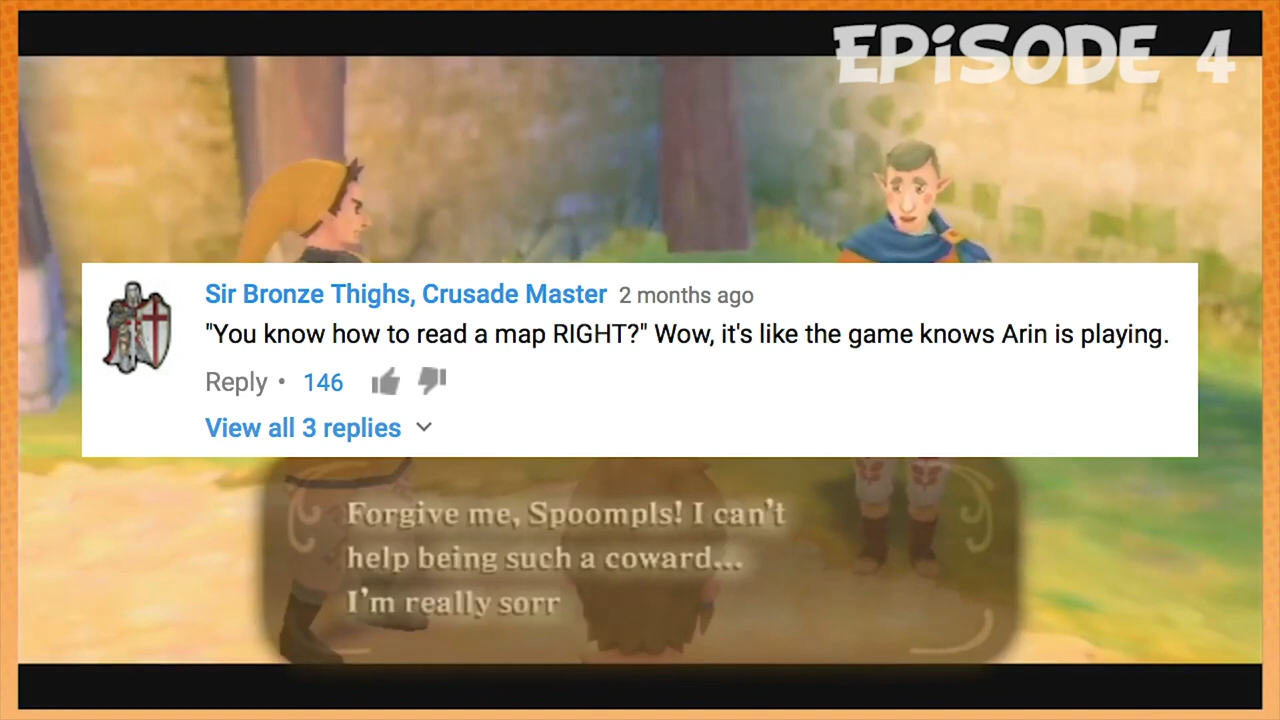 EPiSODE 4
Sir Bronze Thighs, Crusade Master 2 months ago
"You know how to read a map RIGHT?" Wow, it's like the game knows Arin is playing.
Reply • 146
View all 3 replies
Forgive me, Spoompls! I can't
help being such a coward...
I'm really sorr